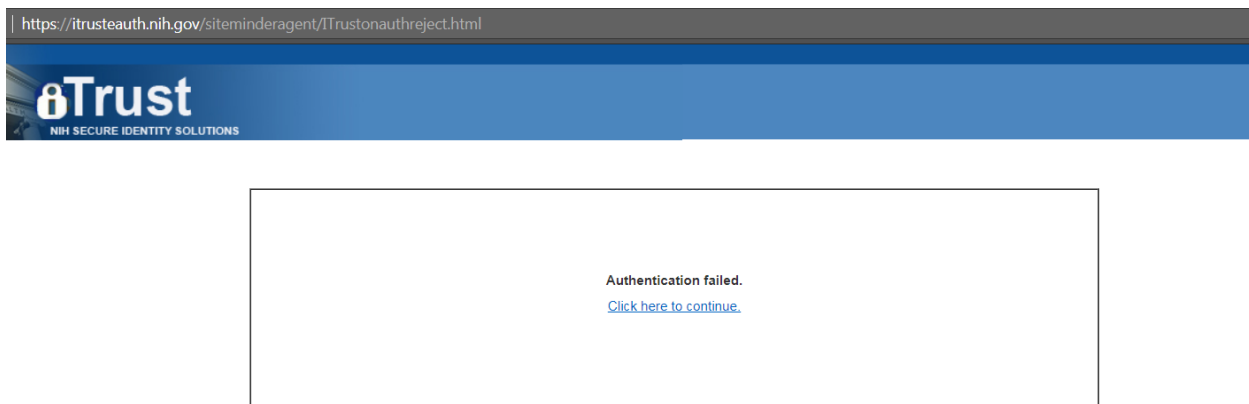 https://itrusteauth.nih.gov/siteminderagent/ITrustonauthreject.html
iTrust
NIH SECURE IDENTITY SOLUTIONS
Authentication failed.
Click here to continue.